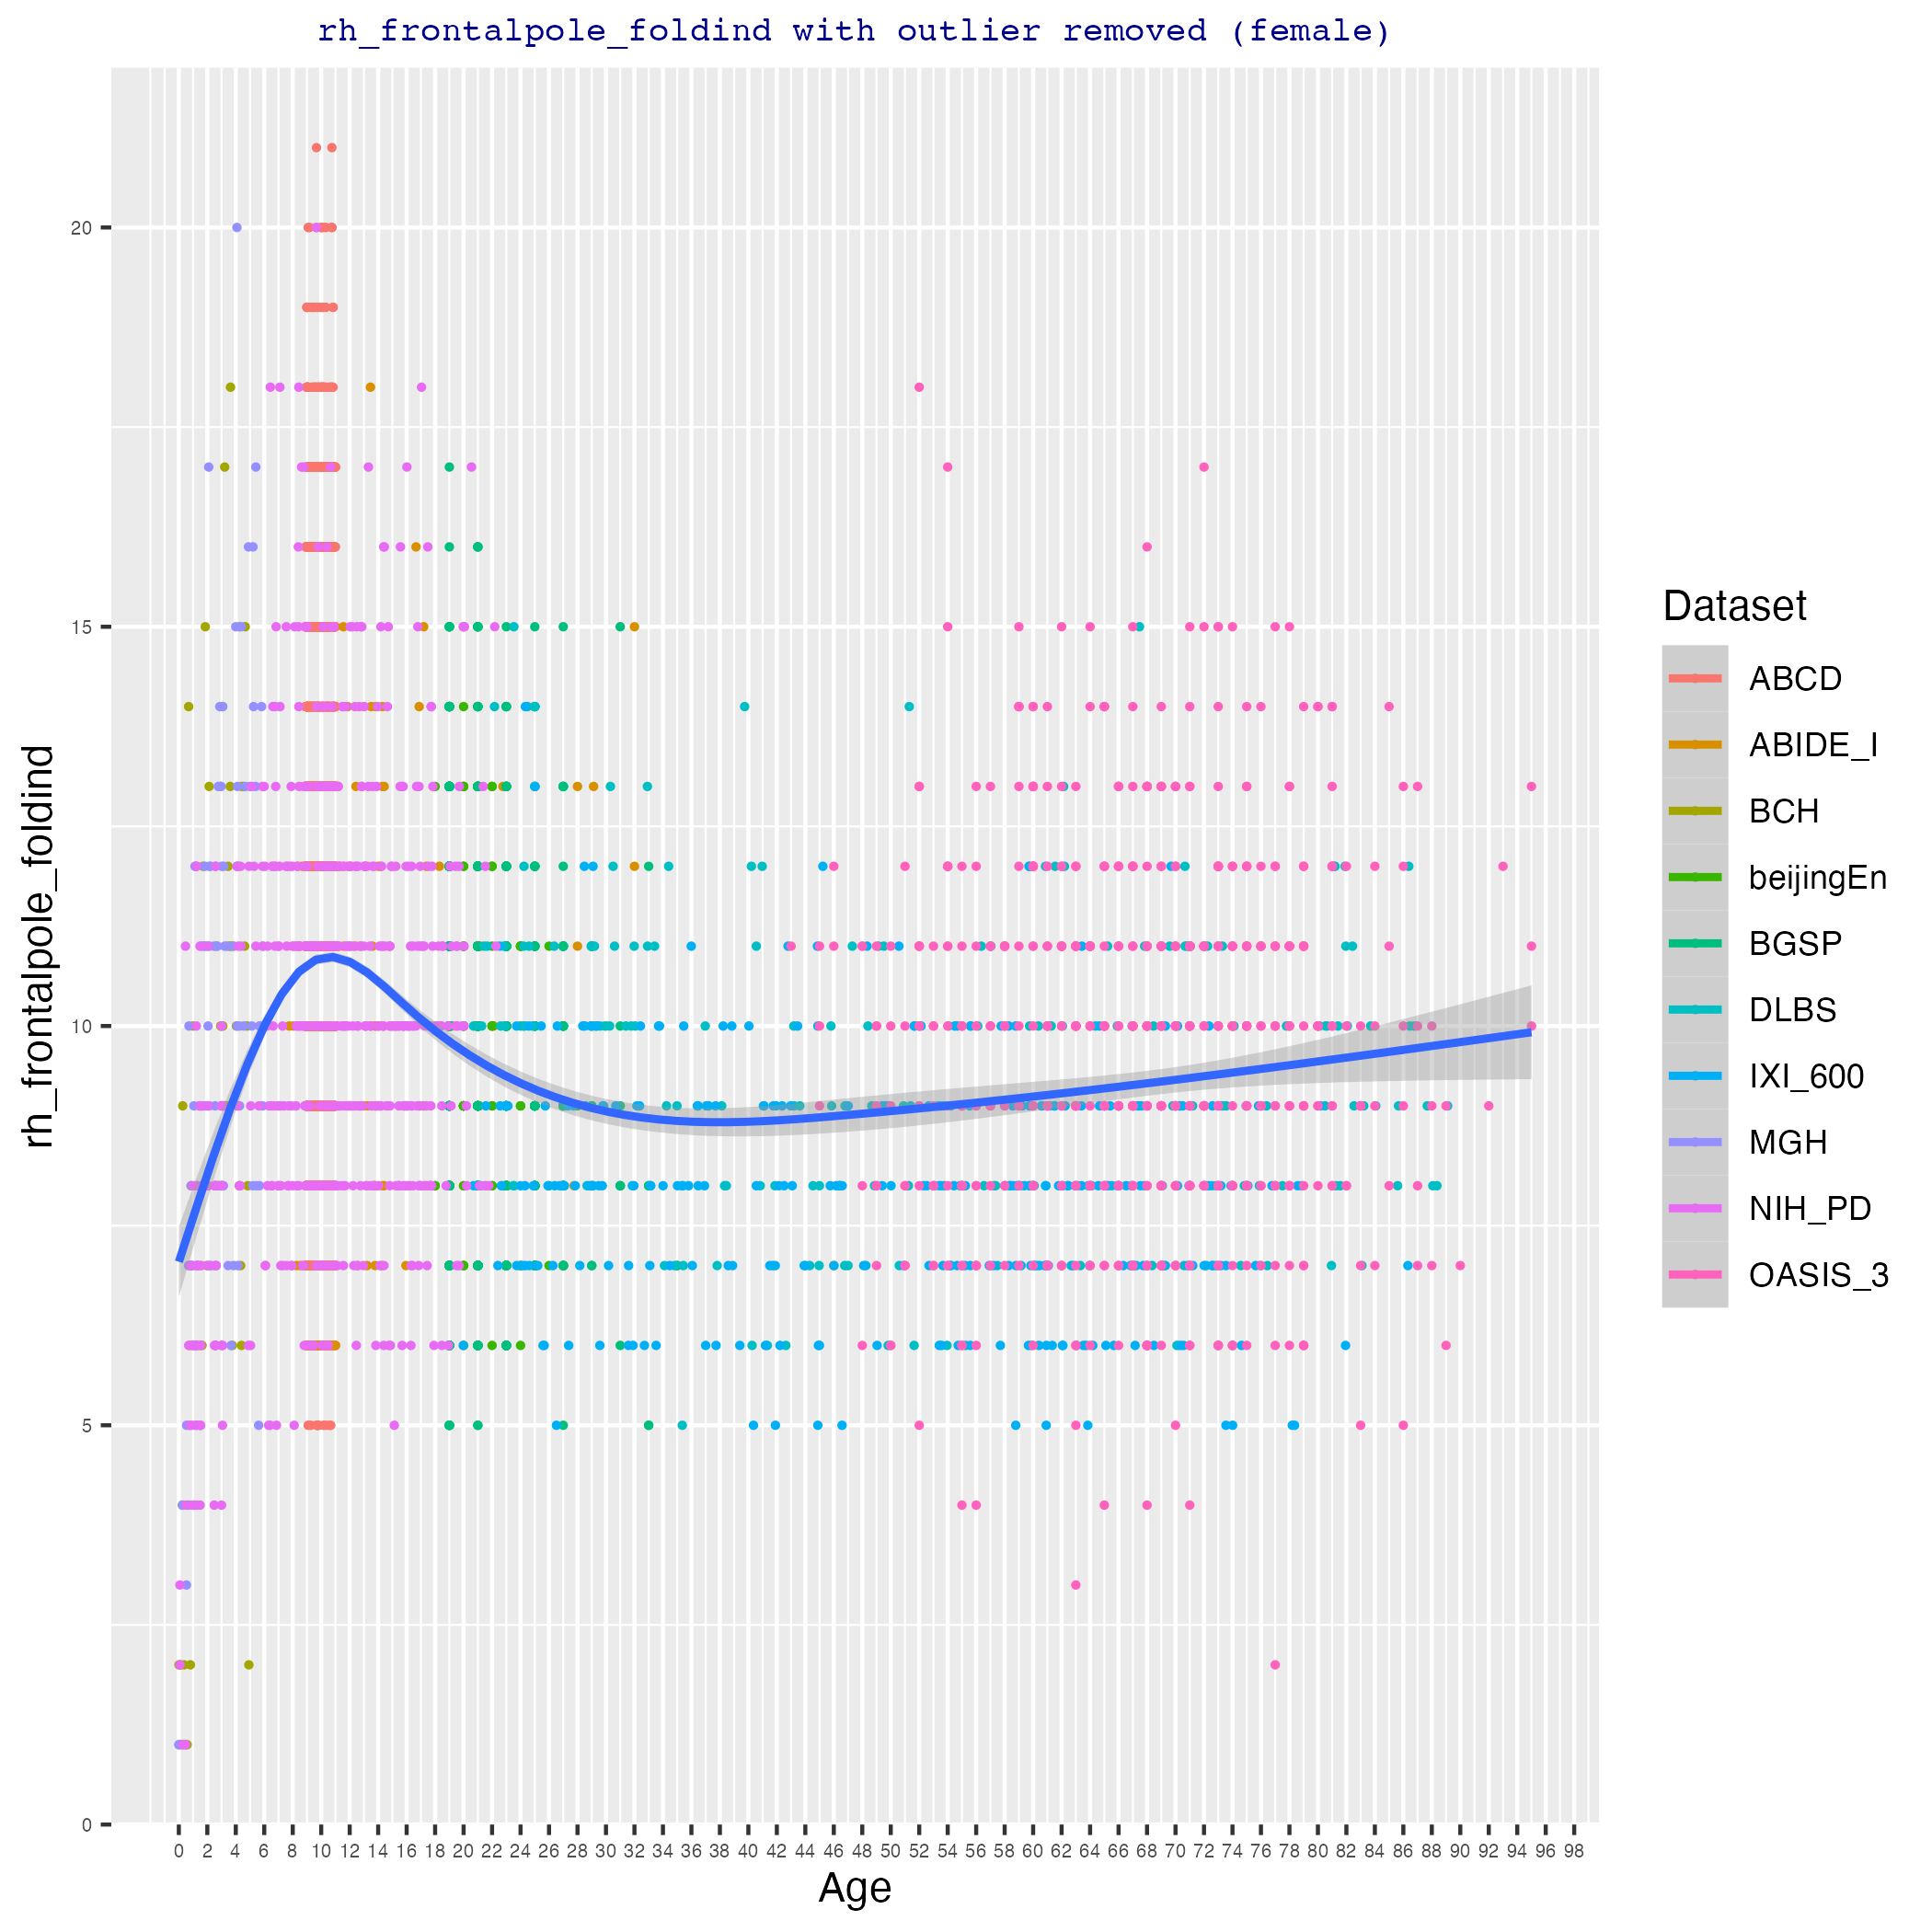 rh_frontalpole_foldind with outlier removed (female)
rh_frontalpole_foldind
20
15
10
5
0
0 2 4 6 8 10 12 14 16 18 20 22 24 26 28 30 32 34 36 38 40 42 44 46 48 50 52 54 56 58 60 62 64 66 68 70 72 74 76 78 80 82 84 86 88 90 92 94 96 98
Age
Dataset
ABCD
ABIDE_I
BCH
beijingEn
BGSP
DLBS
IXI_600
MGH
NIH_PD
OASIS_3